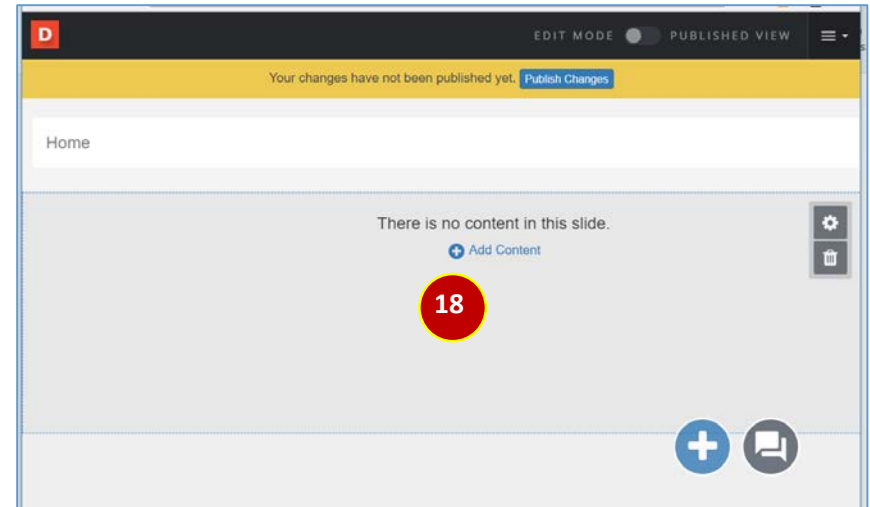 D
EDIT MODE PUBLISHED VIEW
Your changes have not been published yet. Publish Changes
Home
There is no content in this slide.
Add Content
18